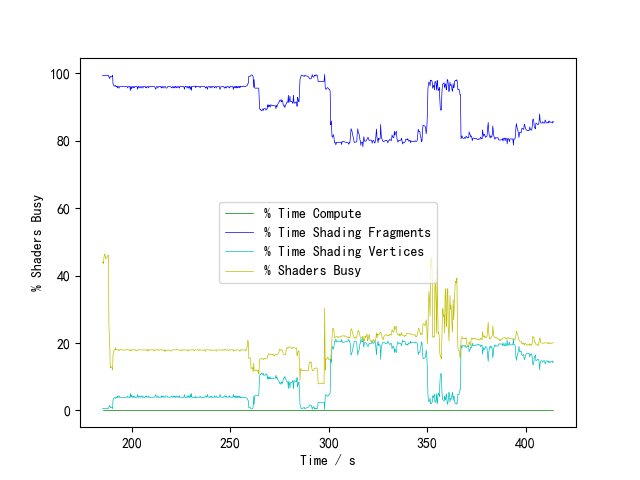 100
80
60
40
20
0
% Shaders Busy
% Time Compute
% Time Shading Fragments
% Time Shading Vertices
% Shaders Busy
200
250
300
350
400
Time / s